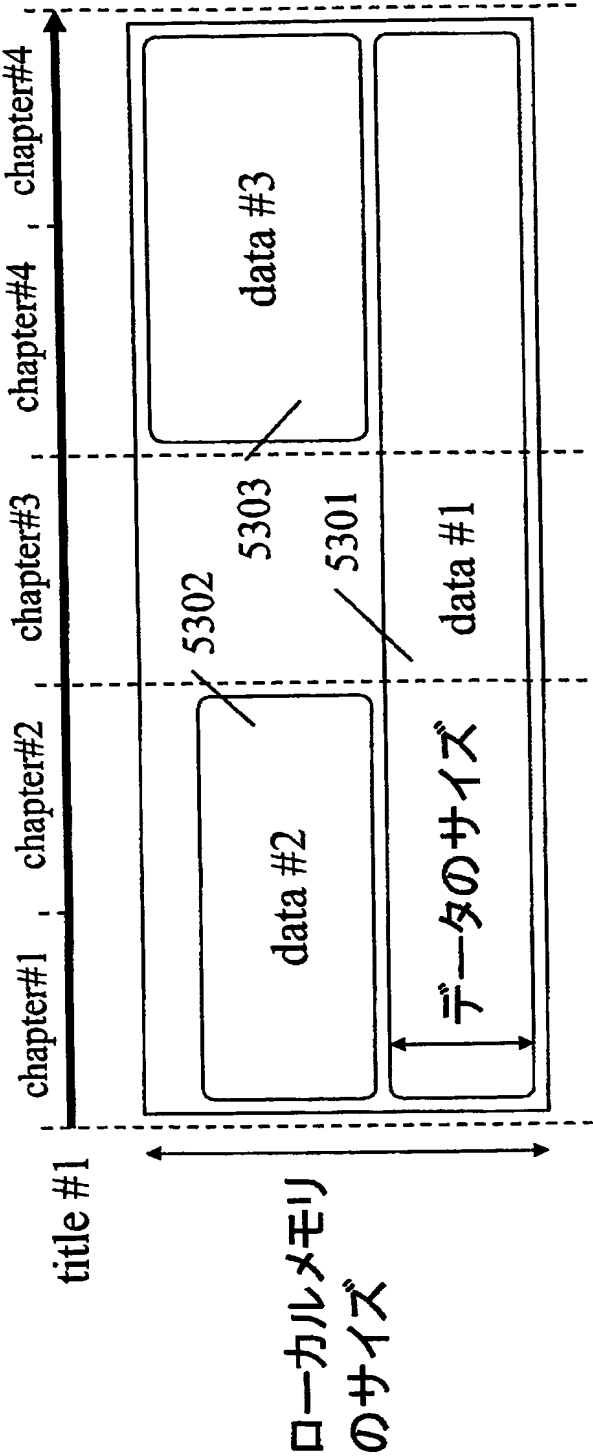 title #1
chapter#1
chapter#2
chapter#3
chapter#4
chapter#4
data #2
5302
5303
data #3
5301
data #1
データのサイズ
ローカルメモリ
のサイズ